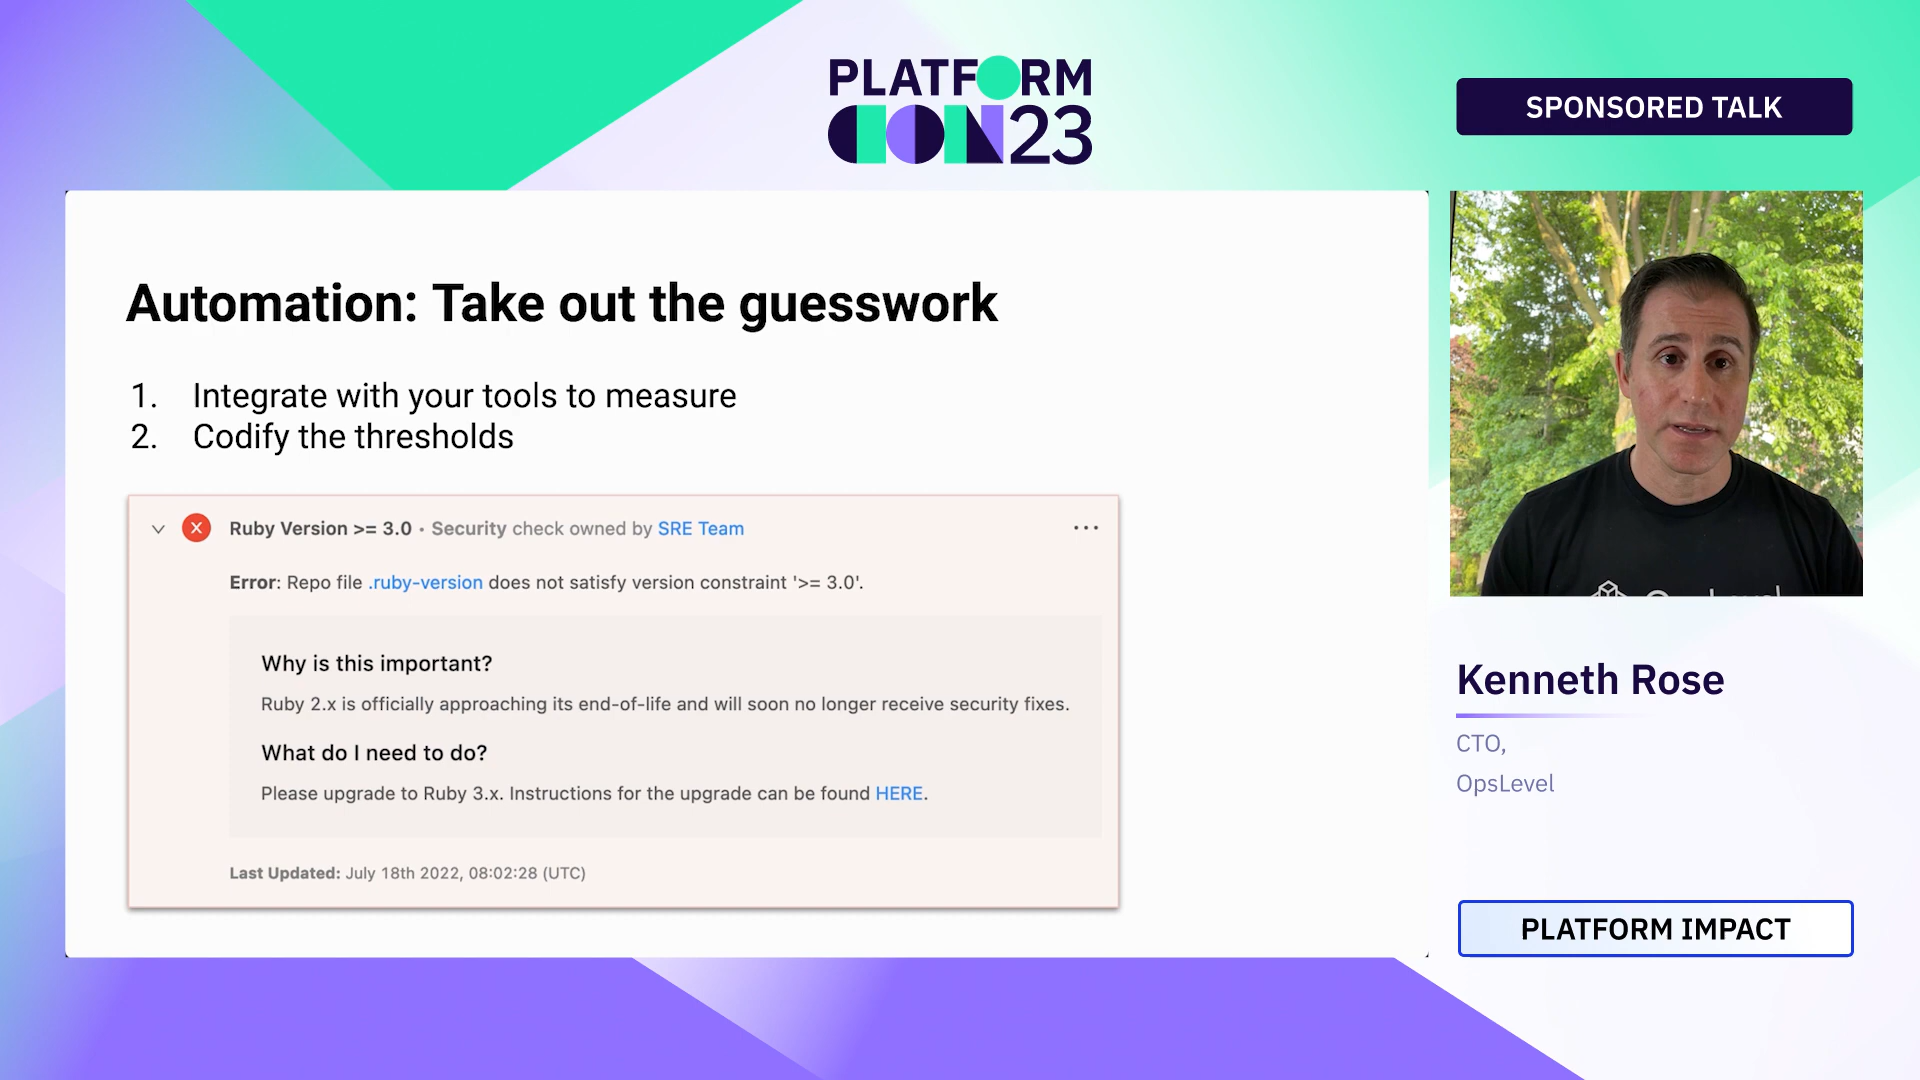 PLATFORM
CON23
SPONSORED TALK
Automation: Take out the guesswork
1. Integrate with your tools to measure
2. Codify the thresholds
Ruby Version >= 3.0 • Security check owned by SRE Team
Error: Repo file .ruby-version does not satisfy version constraint '>= 3.0'.
Why is this important?
Ruby 2.x is officially approaching its end-of-life and will soon no longer receive security fixes.
What do I need to do?
Please upgrade to Ruby 3.x. Instructions for the upgrade can be found HERE.
Last Updated: July 18th 2022, 08:02:28 (UTC)
Kenneth Rose
CTO,
OpsLevel
PLATFORM IMPACT